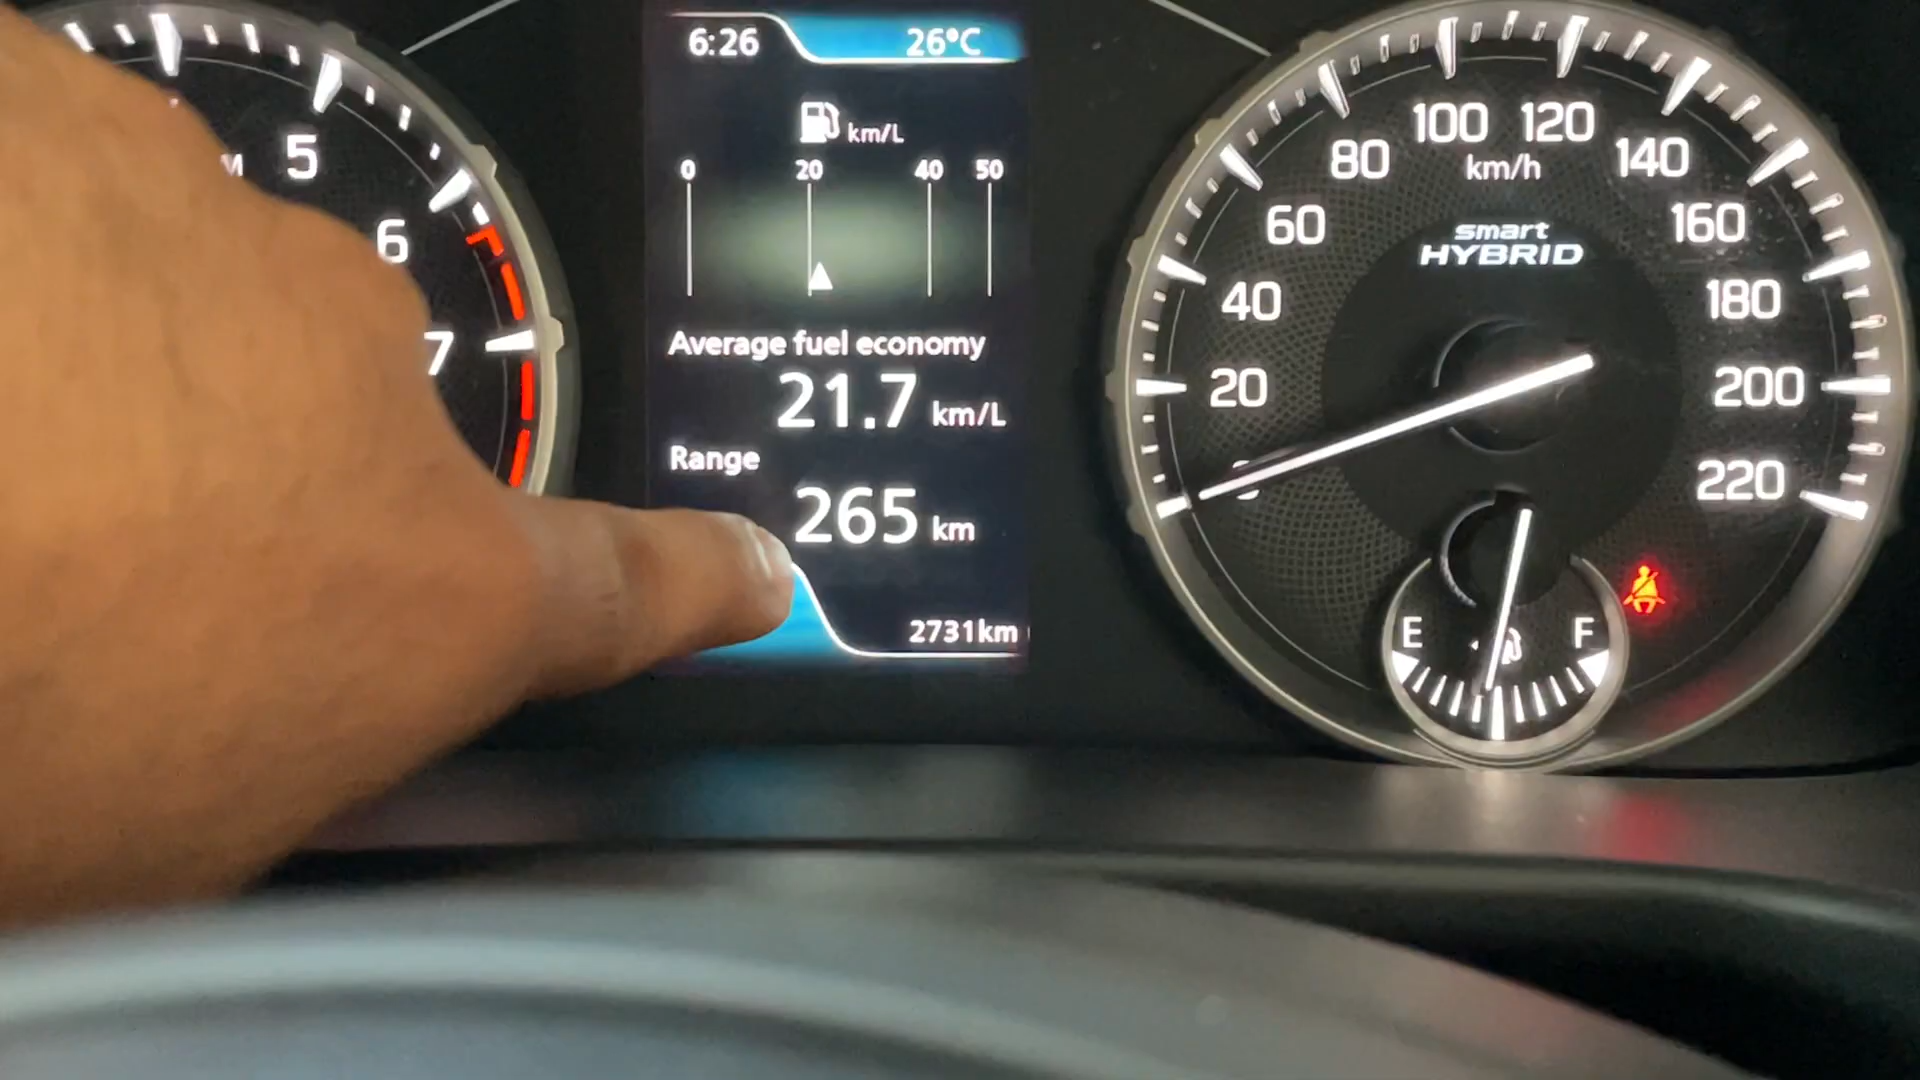 6:26
26°C
km/L
0 20 40 50
Average fuel economy
21.7 km/L
Range
265 km
2731km
5
6
7
20
40
60
80
100
120
140
160
180
200
220
km/h
smart
HYBRID
E
F